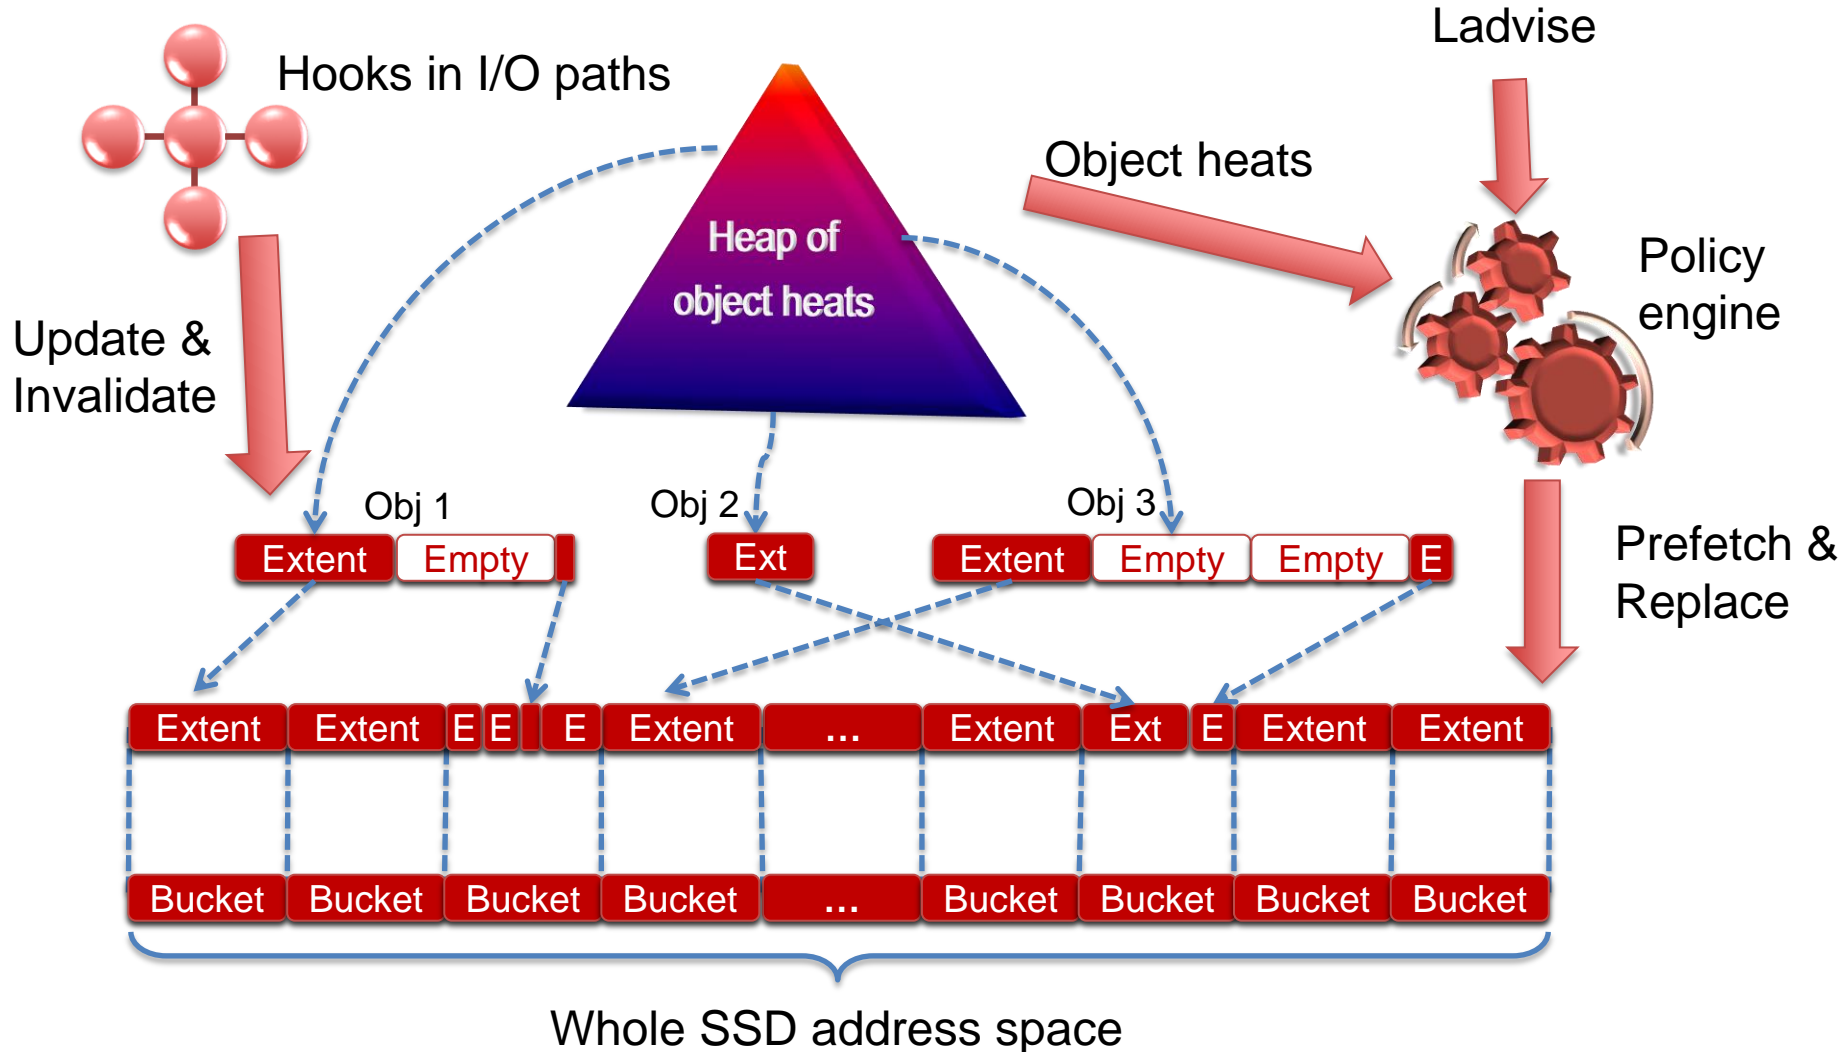 Ladvise
Hooks in I/O paths
Object heats
Heap of
object heats
Policy
engine
Update &
Invalidate
Obj 1
Obj 2
Obj 3
Extent Empty
Ext
Extent Empty Empty E
Prefetch &
Replace
Extent Extent E E E Extent ... Extent Ext E Extent Extent
Bucket Bucket Bucket Bucket ... Bucket Bucket Bucket Bucket
Whole SSD address space